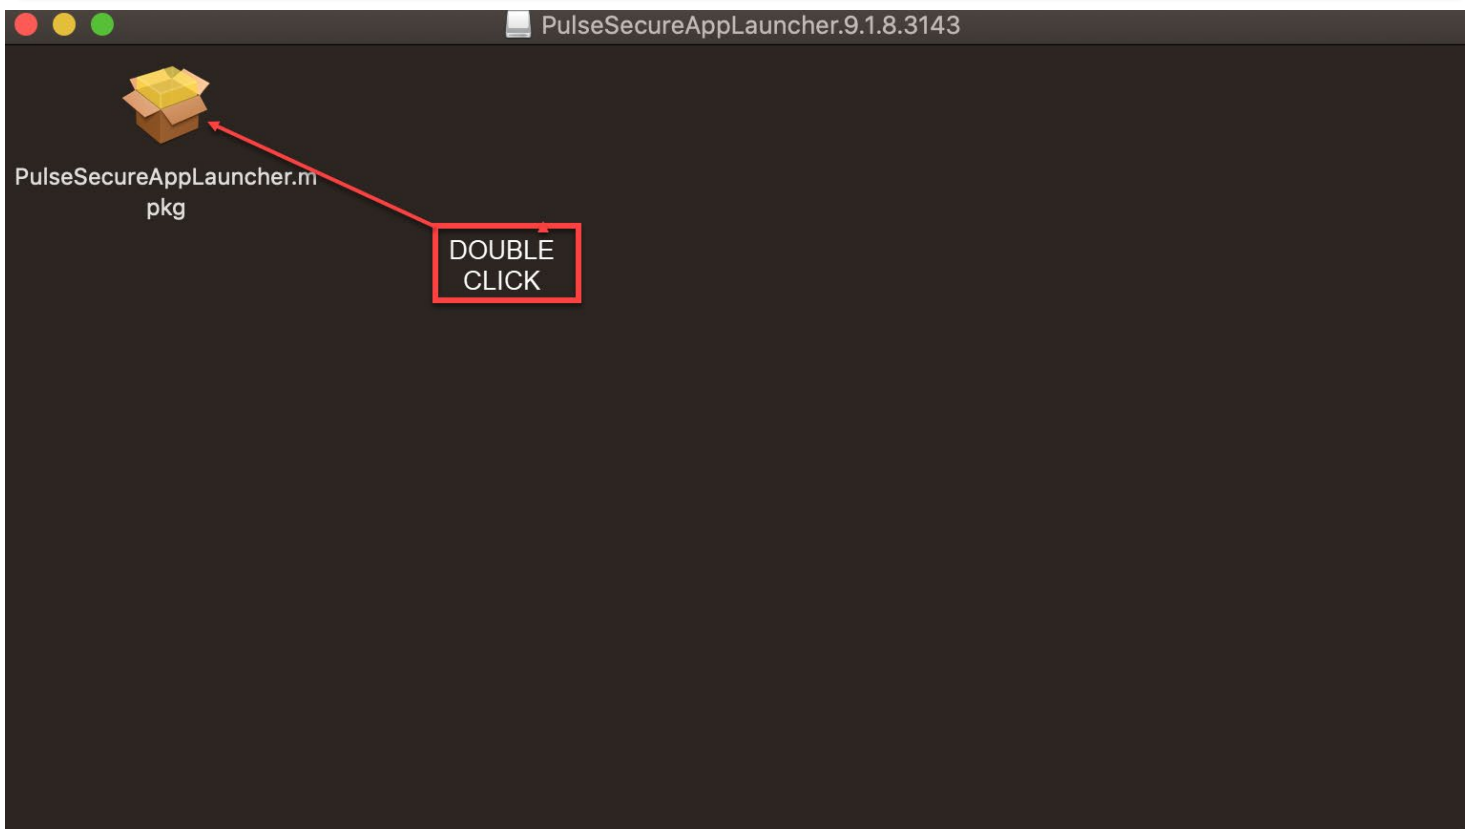 PulseSecureAppLauncher.9.1.8.3143
PulseSecureAppLauncher.m
pkg
DOUBLE
CLICK